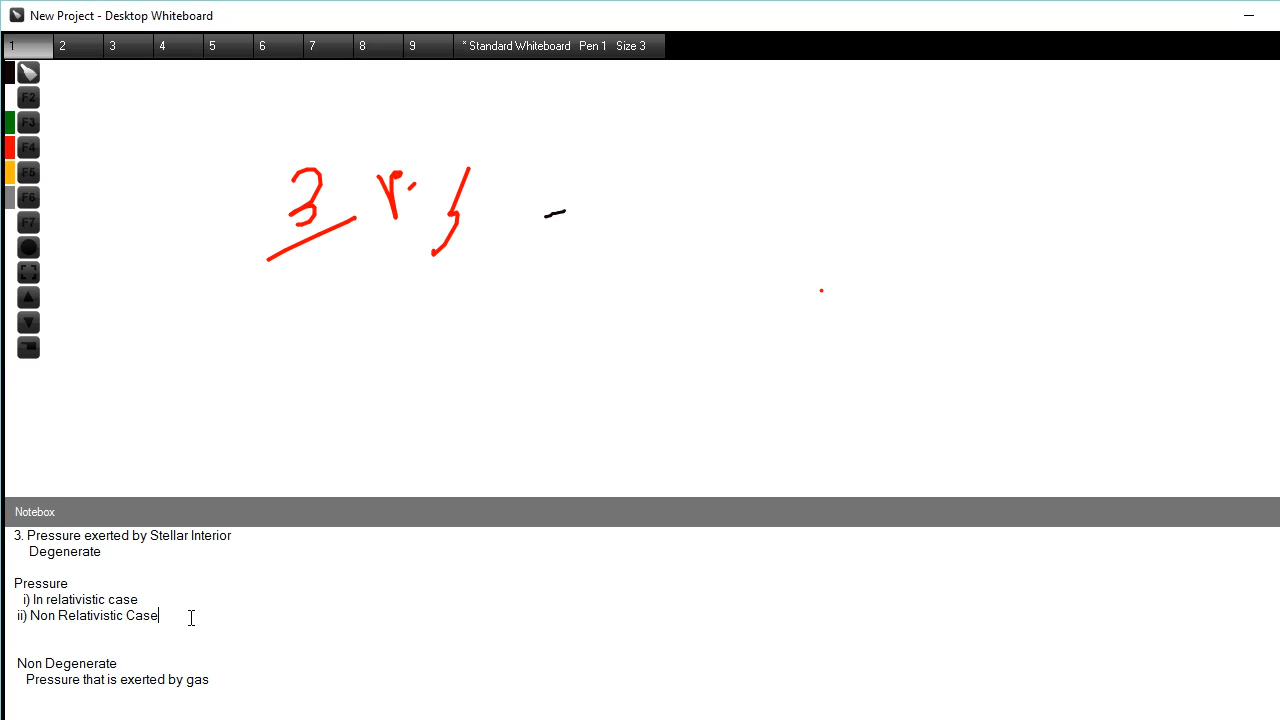 New Project - Desktop Whiteboard
1 2 3 4 5 6 7 8 9 * Standard Whiteboard Pen 1 Size 3
F2
F3
F4
F5
F6
F7
3
Notebox
3. Pressure exerted by Stellar Interior
Degenerate
Pressure
i) In relativistic case
ii) Non Relativistic Case
Non Degenerate
Pressure that is exerted by gas